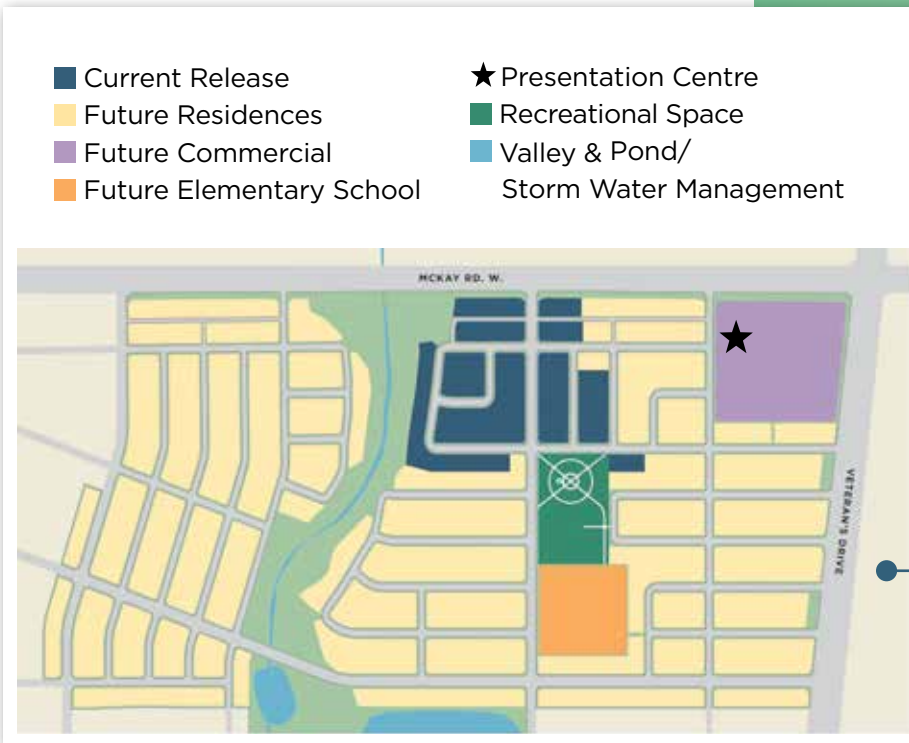 Current Release
Future Residences
Future Commercial
Future Elementary School
Presentation Centre
Recreational Space
Valley & Pond/
Storm Water Management
MCKAY RD. W.
VETERAN'S DRIVE